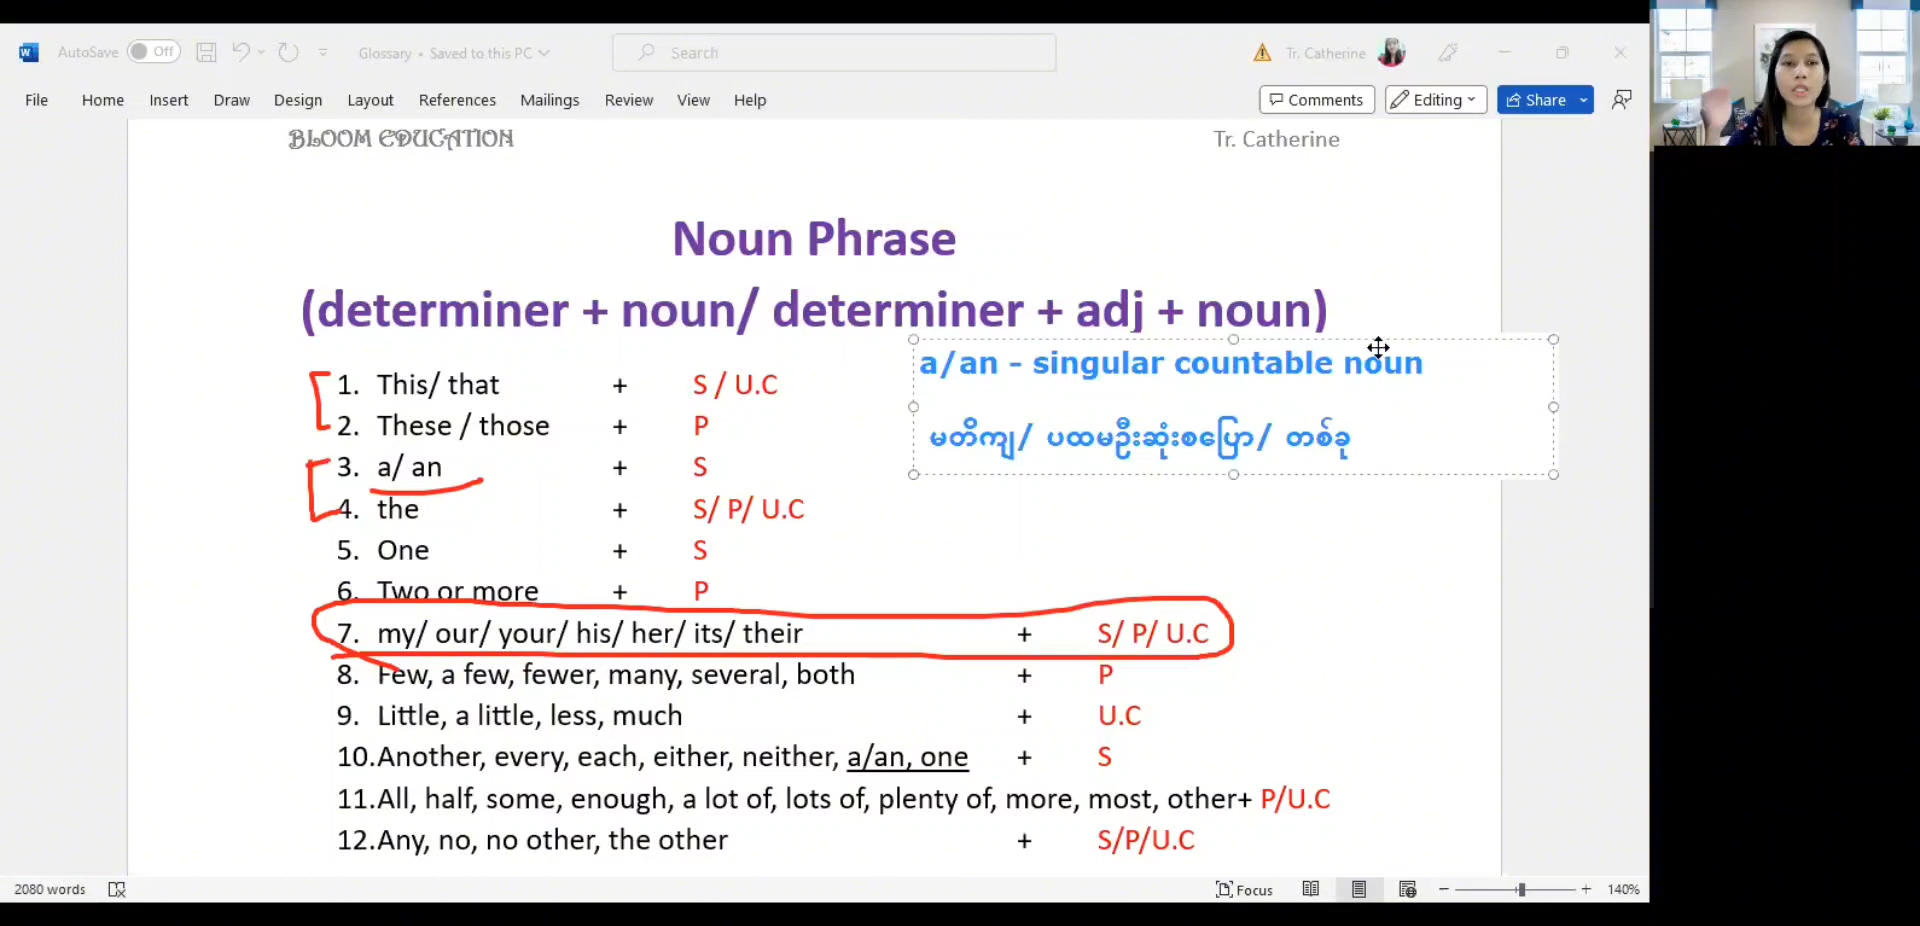 AutoSave Off Glossary • Saved to this PC Search Tr. Catherine
File Home Insert Draw Design Layout References Mailings Review View Help Comments Editing Share
BLOOM EDUCATION Tr. Catherine
Noun Phrase
(determiner + noun/ determiner + adj + noun)
a/an - singular countable noun
မတိကျ/ ပထမဦးဆုံးစပြော/ တစ်ခု
1. This/ that + S / U.C
2. These / those + P
3. a/ an + S
4. the + S/ P/ U.C
5. One + S
6. Two or more + P
7. my/ our/ your/ his/ her/ its/ their + S/ P/ U.C
8. Few, a few, fewer, many, several, both + P
9. Little, a little, less, much + U.C
10.Another, every, each, either, neither, a/an, one + S
11.All, half, some, enough, a lot of, lots of, plenty of, more, most, other+ P/U.C
12.Any, no, no other, the other + S/P/U.C
2080 words Focus 140%